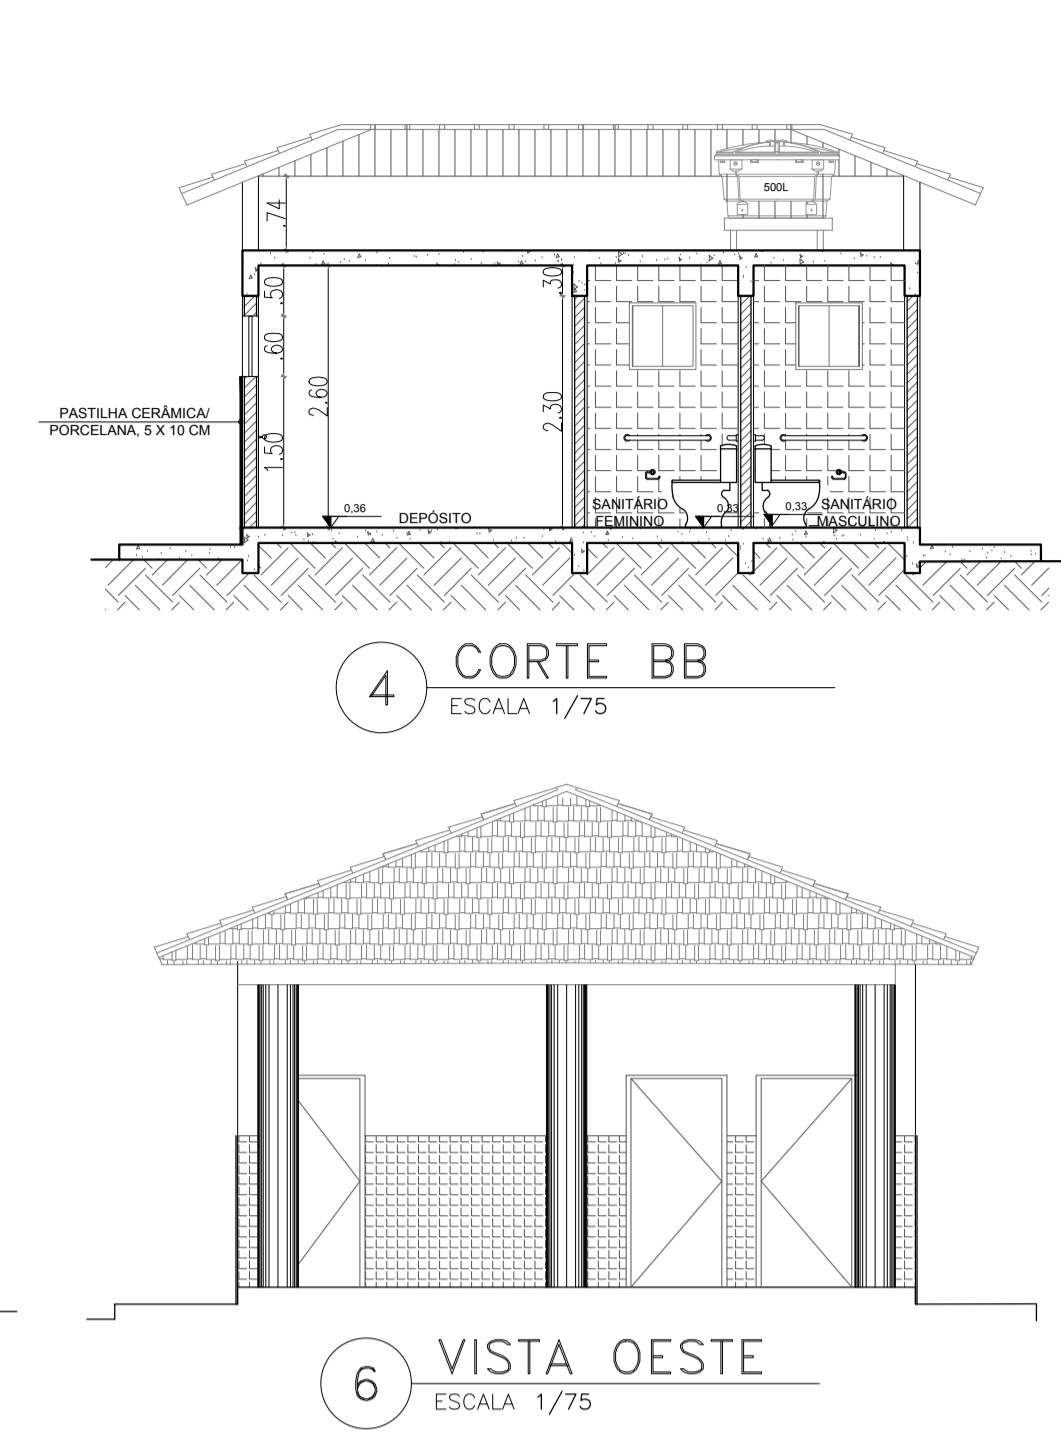 500L
.74
.50
.30
.60
2.60
2.30
PASTILHA CERÂMICA/
PORCELANA, 5 X 10 CM
1.50
0,36
DEPÓSITO
SANITÁRIO
FEMININO
0,33
0,33
SANITÁRIO
MASCULINO
4
CORTE BB
ESCALA 1/75
6
VISTA OESTE
ESCALA 1/75